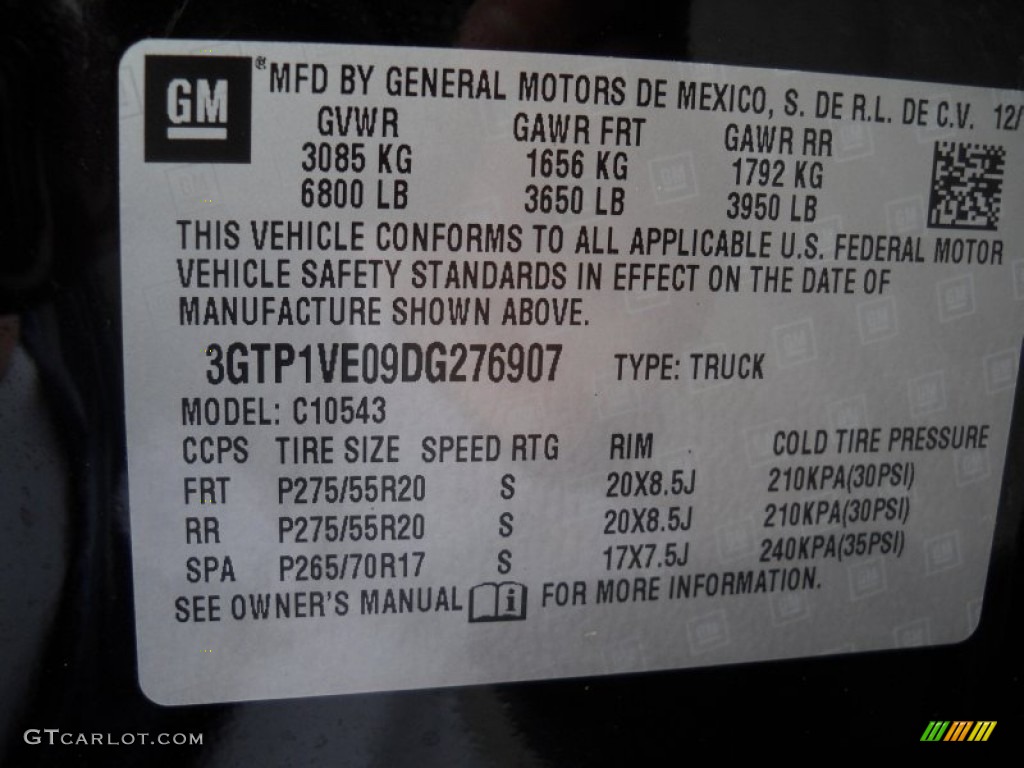 GM ® MFD BY GENERAL MOTORS DE MEXICO, S. DE R.L. DE C.V. 12/
GVWR GAWR FRT GAWR RR
3085 KG 1656 KG 1792 KG
6800 LB 3650 LB 3950 LB
THIS VEHICLE CONFORMS TO ALL APPLICABLE U.S. FEDERAL MOTOR
VEHICLE SAFETY STANDARDS IN EFFECT ON THE DATE OF
MANUFACTURE SHOWN ABOVE.
3GTP1VE09DG276907 TYPE: TRUCK
MODEL: C10543
CCPS TIRE SIZE SPEED RTG RIM COLD TIRE PRESSURE
FRT P275/55R20 S 20X8.5J 210KPA(30PSI)
RR P275/55R20 S 20X8.5J 210KPA(30PSI)
SPA P265/70R17 S 17X7.5J 240KPA(35PSI)
SEE OWNER'S MANUAL i FOR MORE INFORMATION.
GTCARLOT.COM